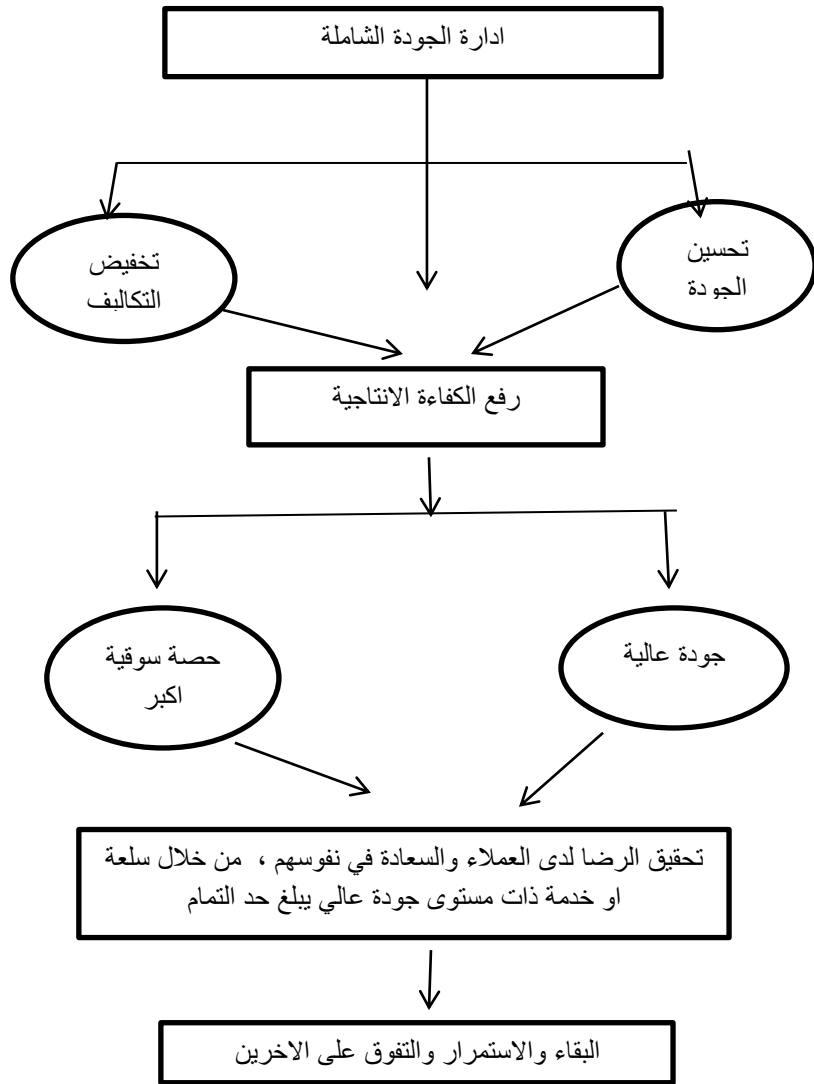 ادارة الجودة الشاملة
تحسين
الجودة
تخفيض
التكاليف
رفع الكفاءة الانتاجية
جودة عالية
حصة سوقية
اكبر
تحقيق الرضا لدى العملاء والسعادة في نفوسهم ، من خلال سلعة
او خدمة ذات مستوى جودة عالي يبلغ حد التمام
البقاء والاستمرار والتفوق على الاخرين